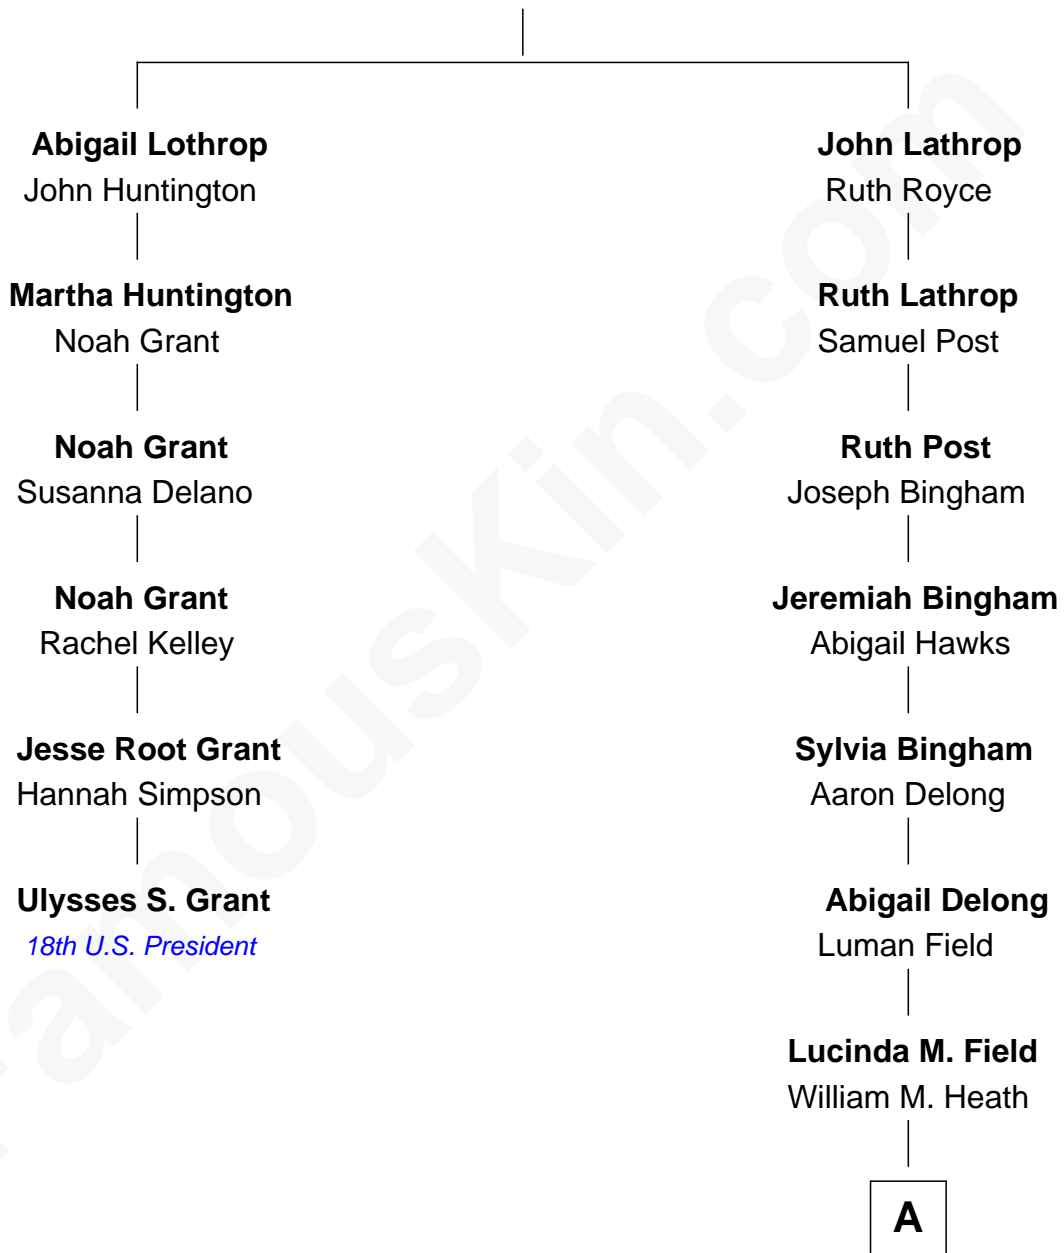 Abigail Lothrop
John Huntington
Martha Huntington
Noah Grant
Noah Grant
Susanna Delano
Noah Grant
Rachel Kelley
Jesse Root Grant
Hannah Simpson
Ulysses S. Grant
18th U.S. President
John Lathrop
Ruth Royce
Ruth Lathrop
Samuel Post
Ruth Post
Joseph Bingham
Jeremiah Bingham
Abigail Hawks
Sylvia Bingham
Aaron Delong
Abigail Delong
Luman Field
Lucinda M. Field
William M. Heath
A
FamousKin.com